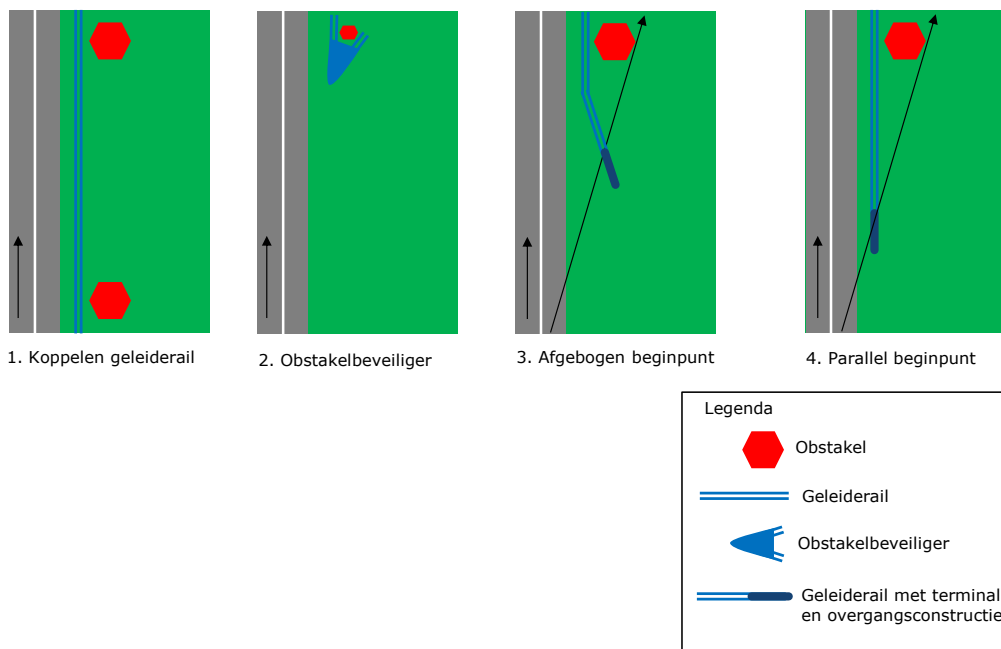 1. Koppelen geleiderail
2. Obstakelbeveiliger
3. Afgebogen beginpunt
4. Parallel beginpunt
Legenda
Obstakel
Geleiderail
Obstakelbeveiliger
Geleiderail met terminal
en overgangsconstructie